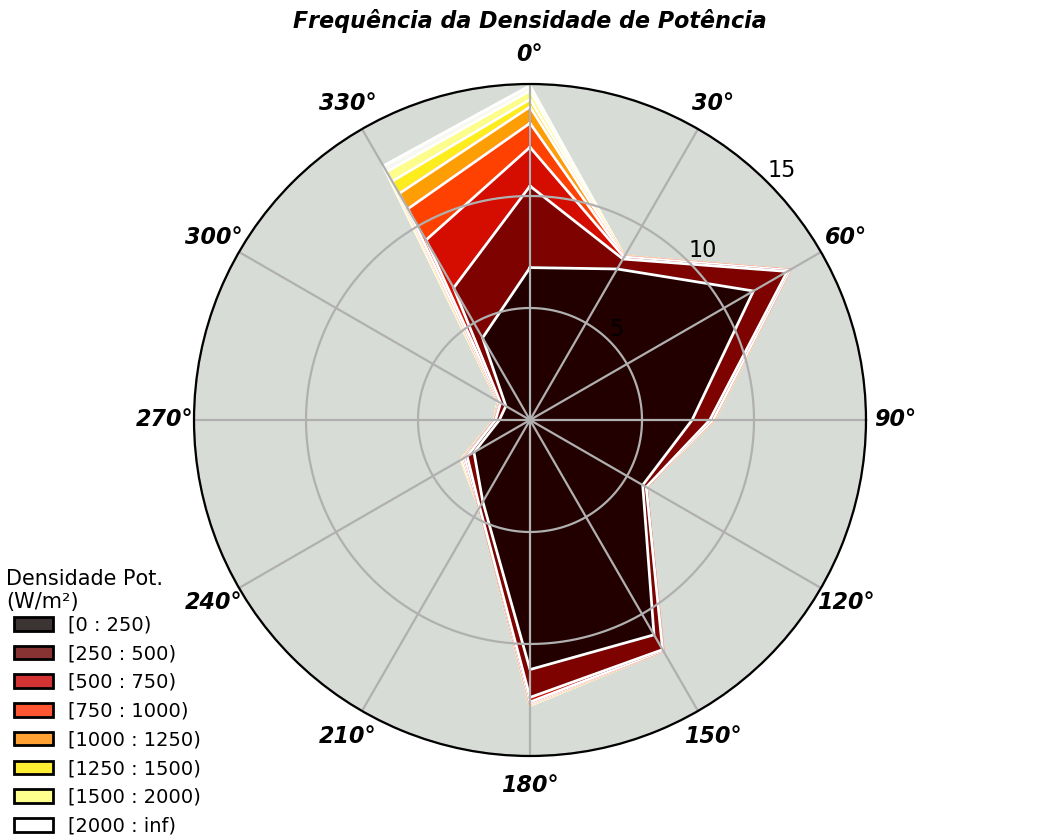 Frequência da Densidade de Potência
0°
330°
30°
15
300°
60°
10
5
270°
90°
240°
120°
210°
150°
180°
Densidade Pot.
(W/m²)
[0 : 250)
[250 : 500)
[500 : 750)
[750 : 1000)
[1000 : 1250)
[1250 : 1500)
[1500 : 2000)
[2000 : inf)